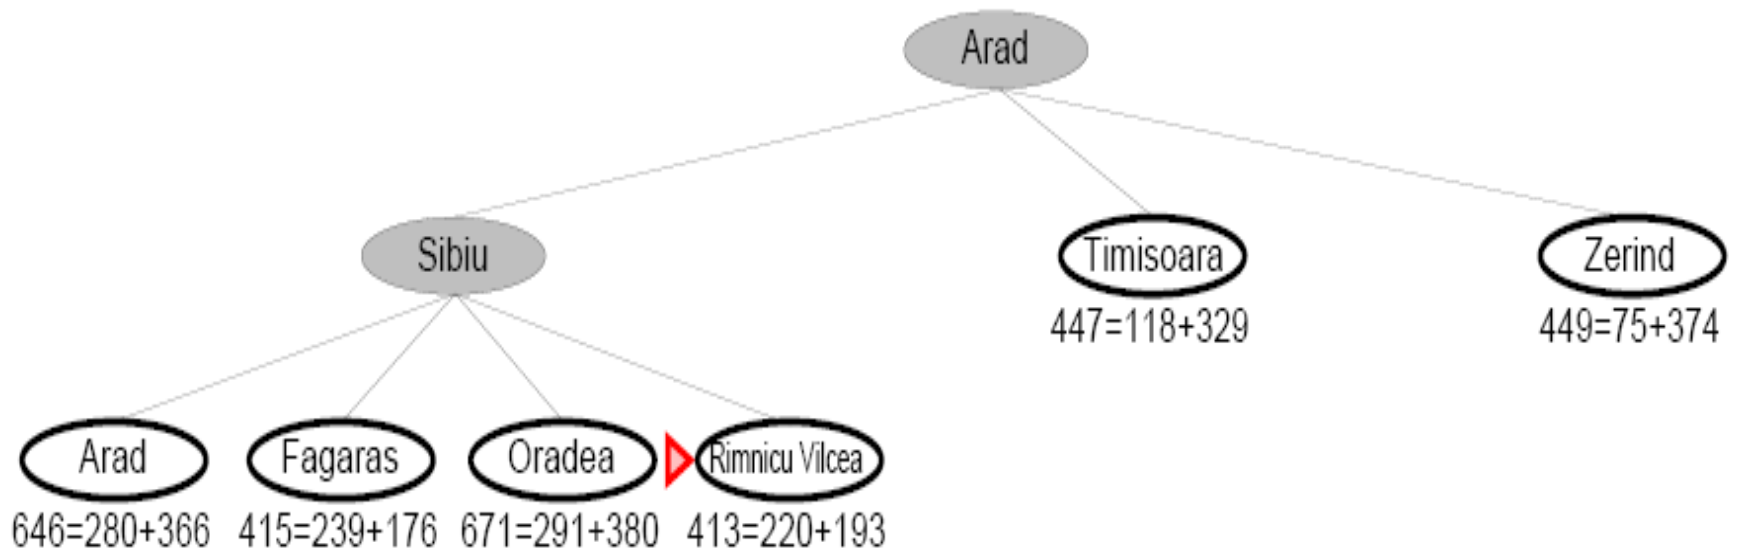 Arad
Sibiu
Timisoara
Zerind
447=118+329
449=75+374
Arad
Fagaras
Oradea
Rimnicu Vilcea
646=280+366
415=239+176
671=291+380
413=220+193